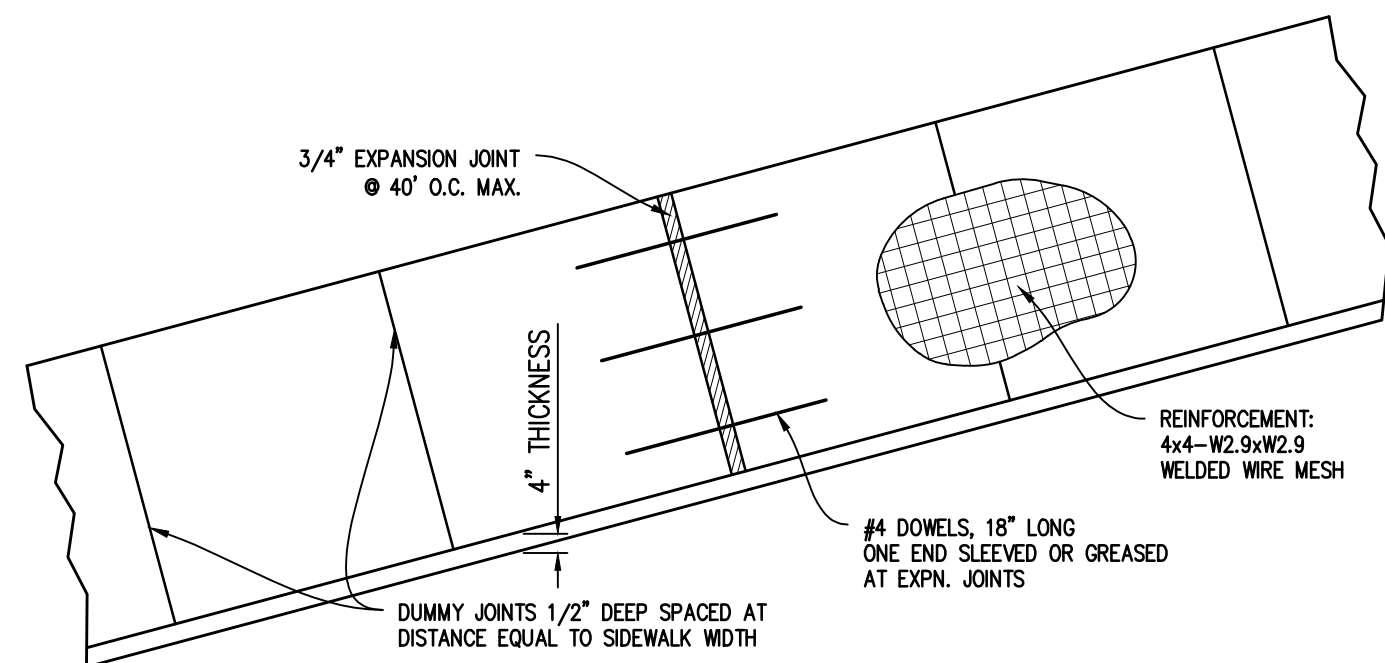 3/4" EXPANSION JOINT
@ 40' O.C. MAX.
4" THICKNESS
REINFORCEMENT:
4x4-W2.9xW2.9
WELDED WIRE MESH
#4 DOWELS, 18" LONG
ONE END SLEEVED OR GREASED
AT EXPN. JOINTS
DUMMY JOINTS 1/2" DEEP SPACED AT
DISTANCE EQUAL TO SIDEWALK WIDTH